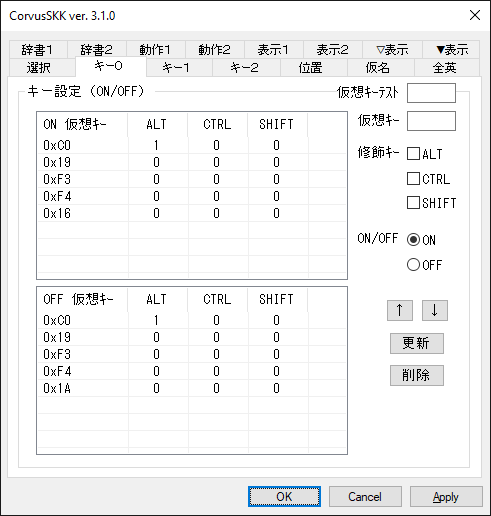 CorvusSKK ver. 3.1.0
辞書1 辞書2 動作1 動作2 表示1 表示2 ▽表示 ▼表示
選択 キー0 キー1 キー2 位置 仮名 全英
キー設定 (ON/OFF)
仮想キーテスト
ON 仮想キー ALT CTRL SHIFT
0xC0 1 0 0
0x19 0 0 0
0xF3 0 0 0
0xF4 0 0 0
0x16 0 0 0
仮想キー
修飾キー ALT
CTRL
SHIFT
ON/OFF ON
OFF
OFF 仮想キー ALT CTRL SHIFT
0xC0 1 0 0
0x19 0 0 0
0xF3 0 0 0
0xF4 0 0 0
0x1A 0 0 0
↑ ↓
更新
削除
OK Cancel Apply